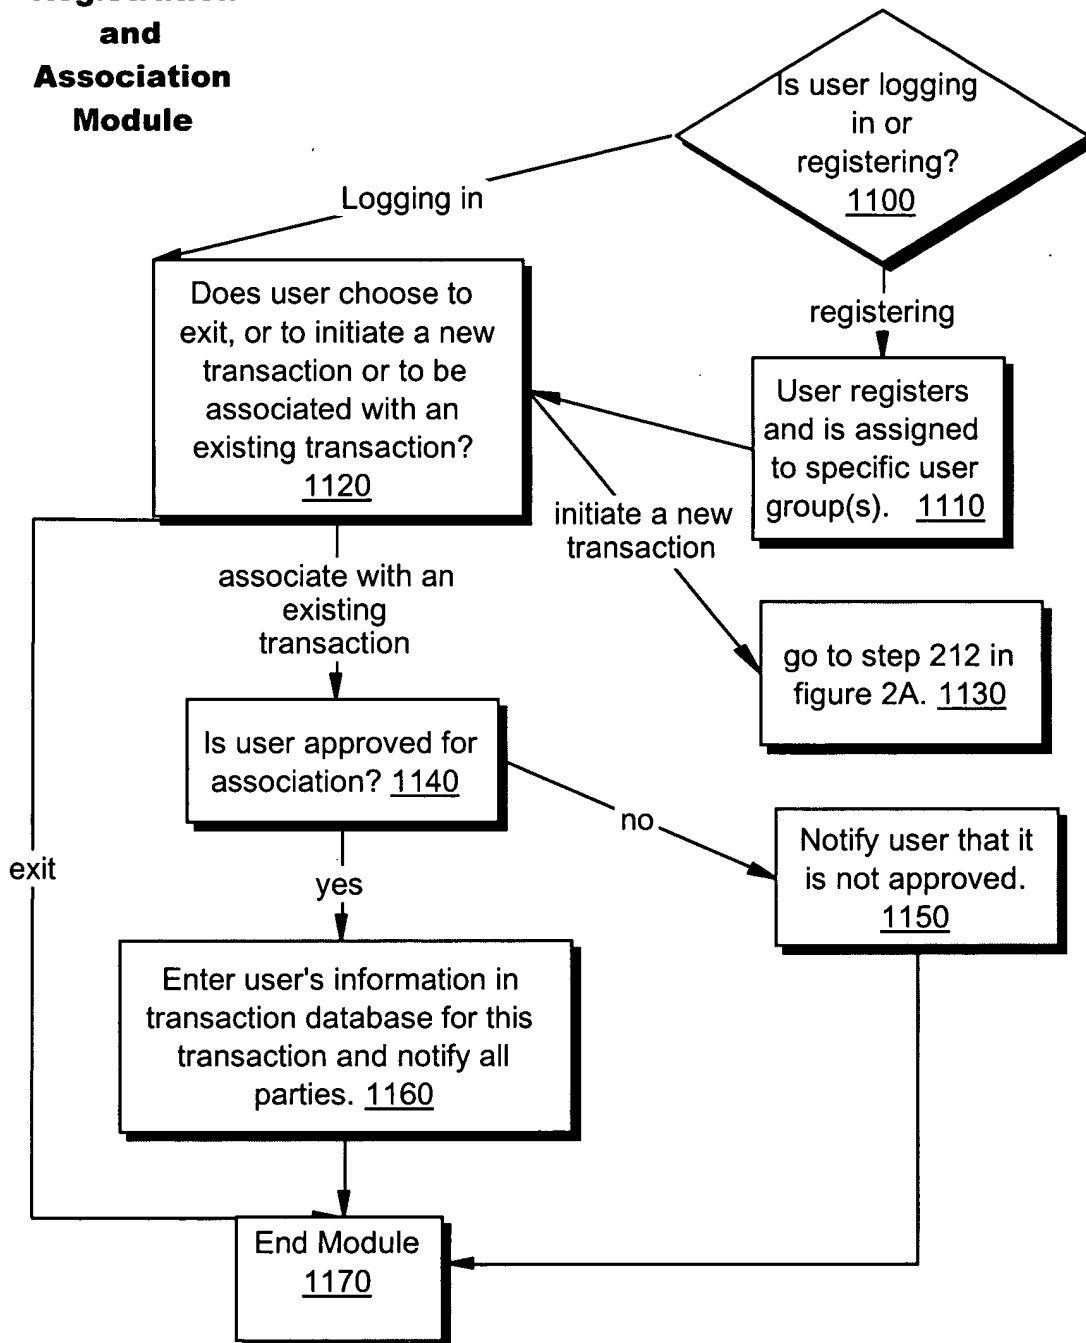 and
Association
Module
Is user logging
in or
registering?
1100
Logging in
registering
Does user choose to
exit, or to initiate a new
transaction or to be
associated with an
existing transaction?
1120
User registers
and is assigned
to specific user
group(s). 1110
initiate a new
transaction
associate with an
existing
transaction
go to step 212 in
figure 2A. 1130
Is user approved for
association? 1140
no
Notify user that it
is not approved.
1150
exit
yes
Enter user's information in
transaction database for this
transaction and notify all
parties. 1160
End Module
1170